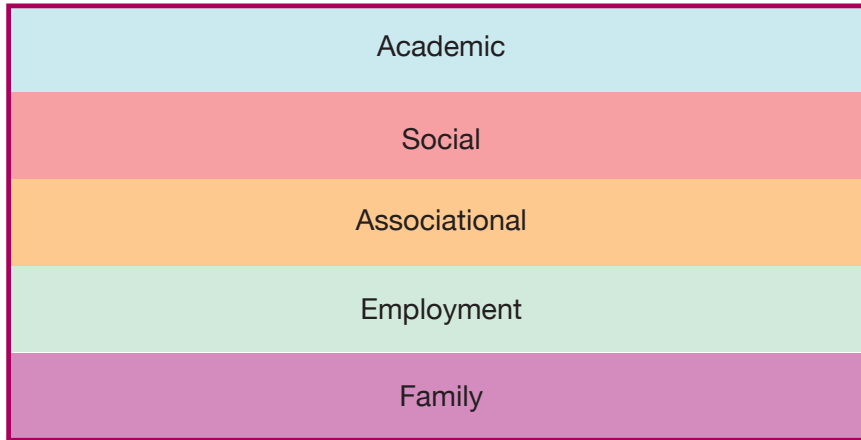 Academic
Social
Associational
Employment
Family